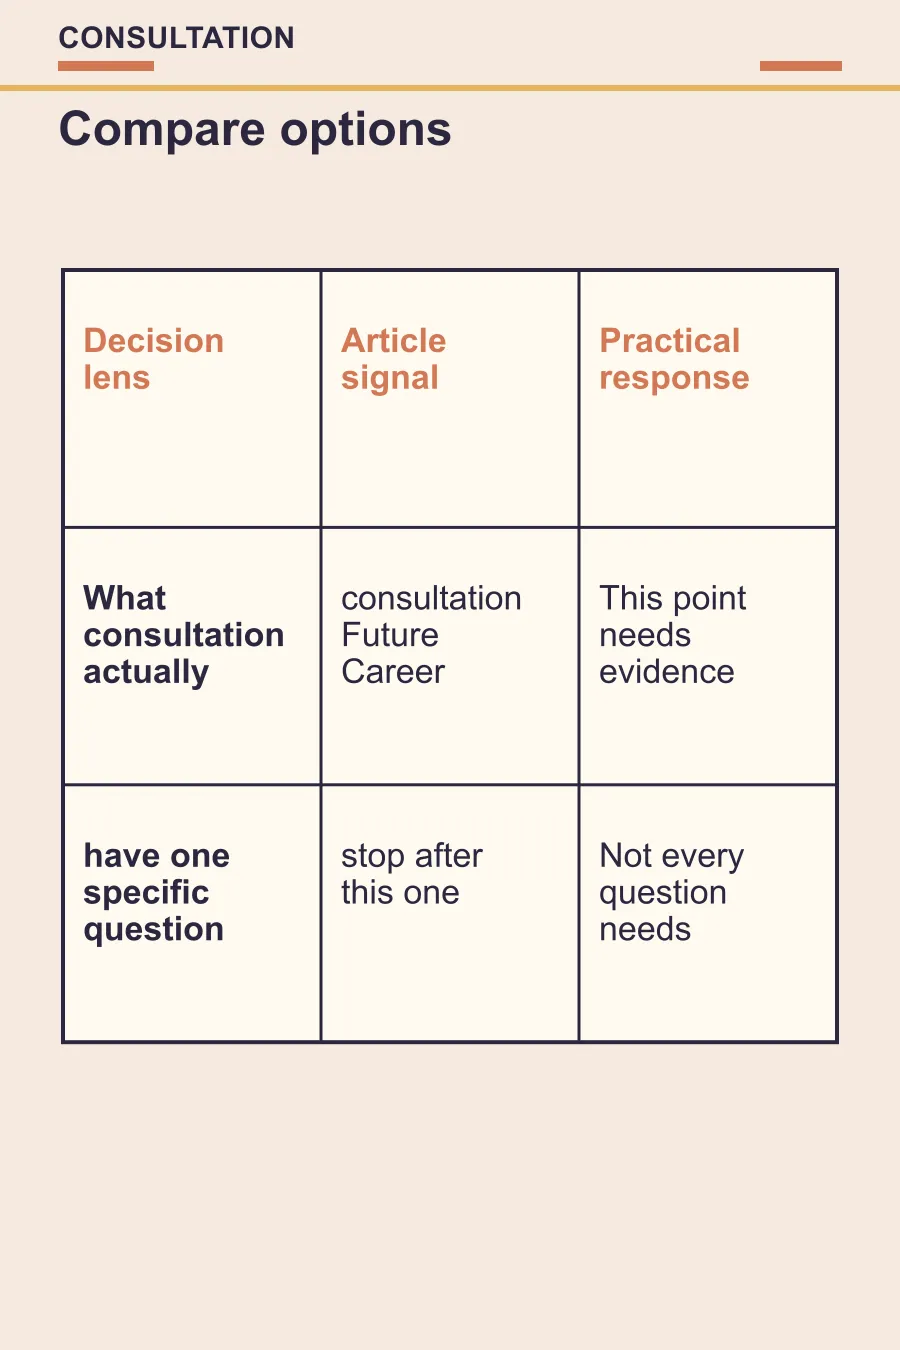 CONSULTATION
Compare options
Decision
lens
Article
signal
Practical
response
What
consultation
actually
consultation
Future
Career
This point
needs
evidence
have one
specific
question
stop after
this one
Not every
question
needs